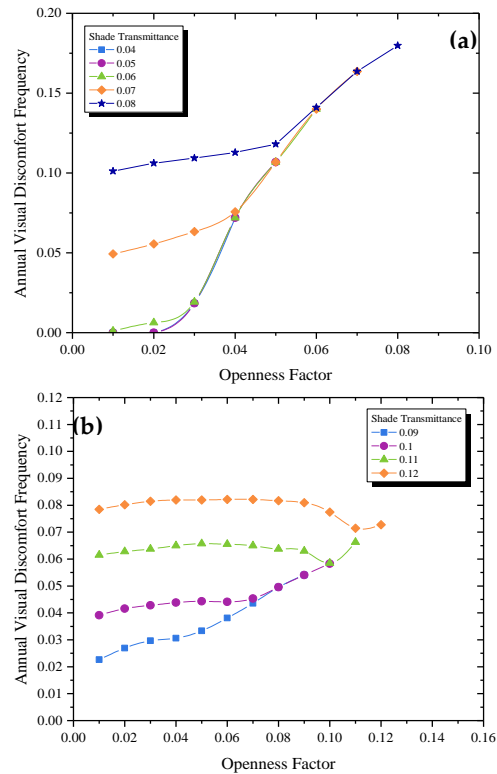 (a)
Shade Transmittance
0.04
0.05
0.06
0.07
0.08
Annual Visual Discomfort Frequency
0.20
0.15
0.10
0.05
0.00
0.00 0.02 0.04 0.06 0.08 0.10
Openness Factor
(b)
Shade Transmittance
0.09
0.1
0.11
0.12
Annual Visual Discomfort Frequency
0.12
0.11
0.10
0.09
0.08
0.07
0.06
0.05
0.04
0.03
0.02
0.01
0.00
0.00 0.02 0.04 0.06 0.08 0.10 0.12 0.14 0.16
Openness Factor